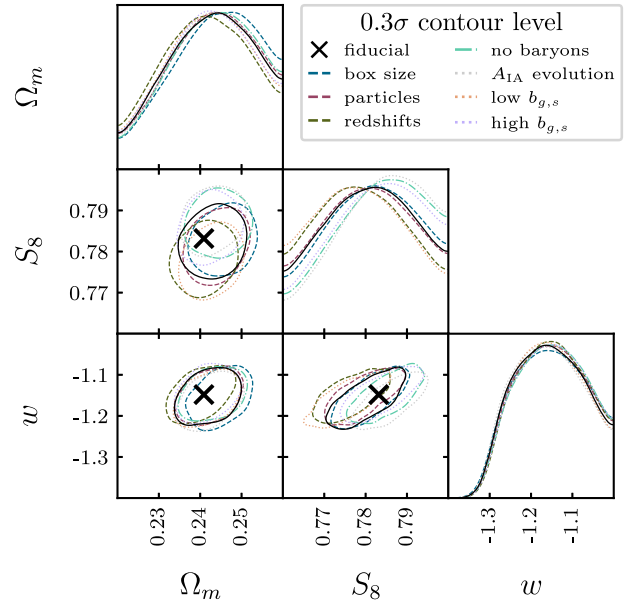 0.3σ contour level
fiducial
box size
particles
redshifts
no baryons
A_IA evolution
low b_g,s
high b_g,s
Ω_m
S_8
0.79
0.78
0.77
w
-1.1
-1.2
-1.3
0.23
0.24
0.25
0.77
0.78
0.79
-1.3
-1.2
-1.1
Ω_m
S_8
w